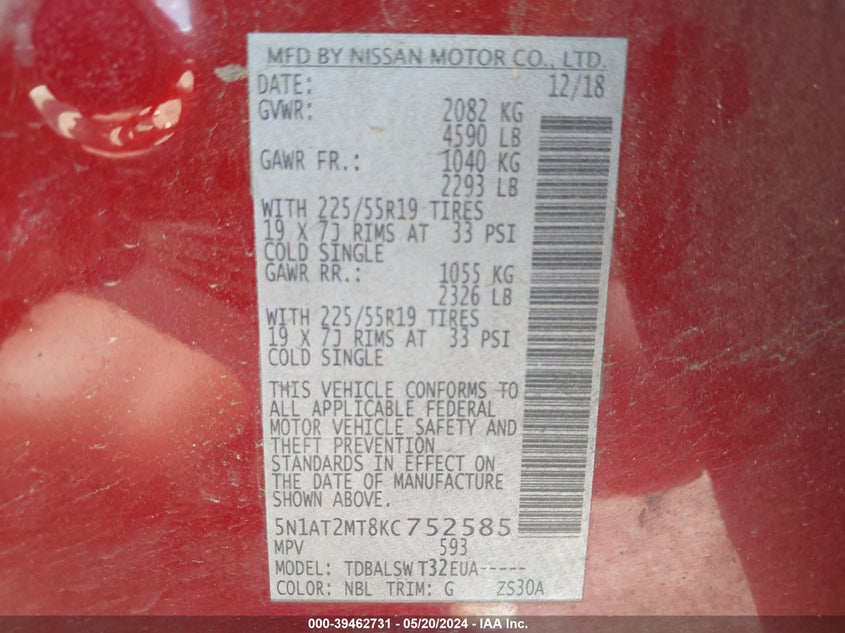 MFD BY NISSAN MOTOR CO., LTD.
DATE: 12/18
GVWR: 2082 KG
4590 LB
GAWR FR.: 1040 KG
2293 LB
WITH 225/55R19 TIRES
19 X 7J RIMS AT 33 PSI
COLD SINGLE
GAWR RR.: 1055 KG
2326 LB
WITH 225/55R19 TIRES
19 X 7J RIMS AT 33 PSI
COLD SINGLE
THIS VEHICLE CONFORMS TO
ALL APPLICABLE FEDERAL
MOTOR VEHICLE SAFETY AND
THEFT PREVENTION
STANDARDS IN EFFECT ON
THE DATE OF MANUFACTURE
SHOWN ABOVE.
5N1AT2MT8KC752585
MPV 593
MODEL: TDBALSW T32EUA-----
COLOR: NBL TRIM: G ZS30A
000-39462731 - 05/20/2024 - IAA Inc.